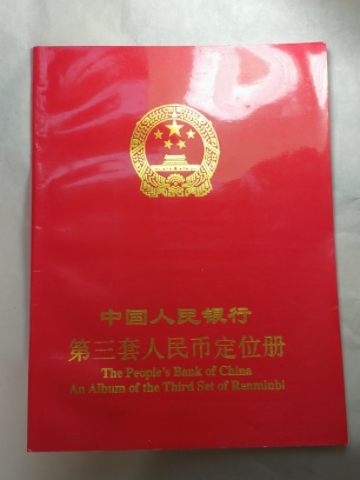 中国人民银行
第三套人民币定位册
The People's Bank of China
An Album of the Third Set of Renminbi